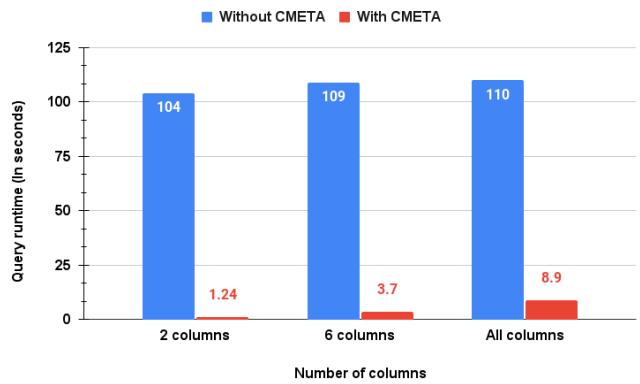 Without CMETA With CMETA
Query runtime (In seconds)
125
100
75
50
25
0
104
1.24
109
3.7
110
8.9
2 columns
6 columns
All columns
Number of columns